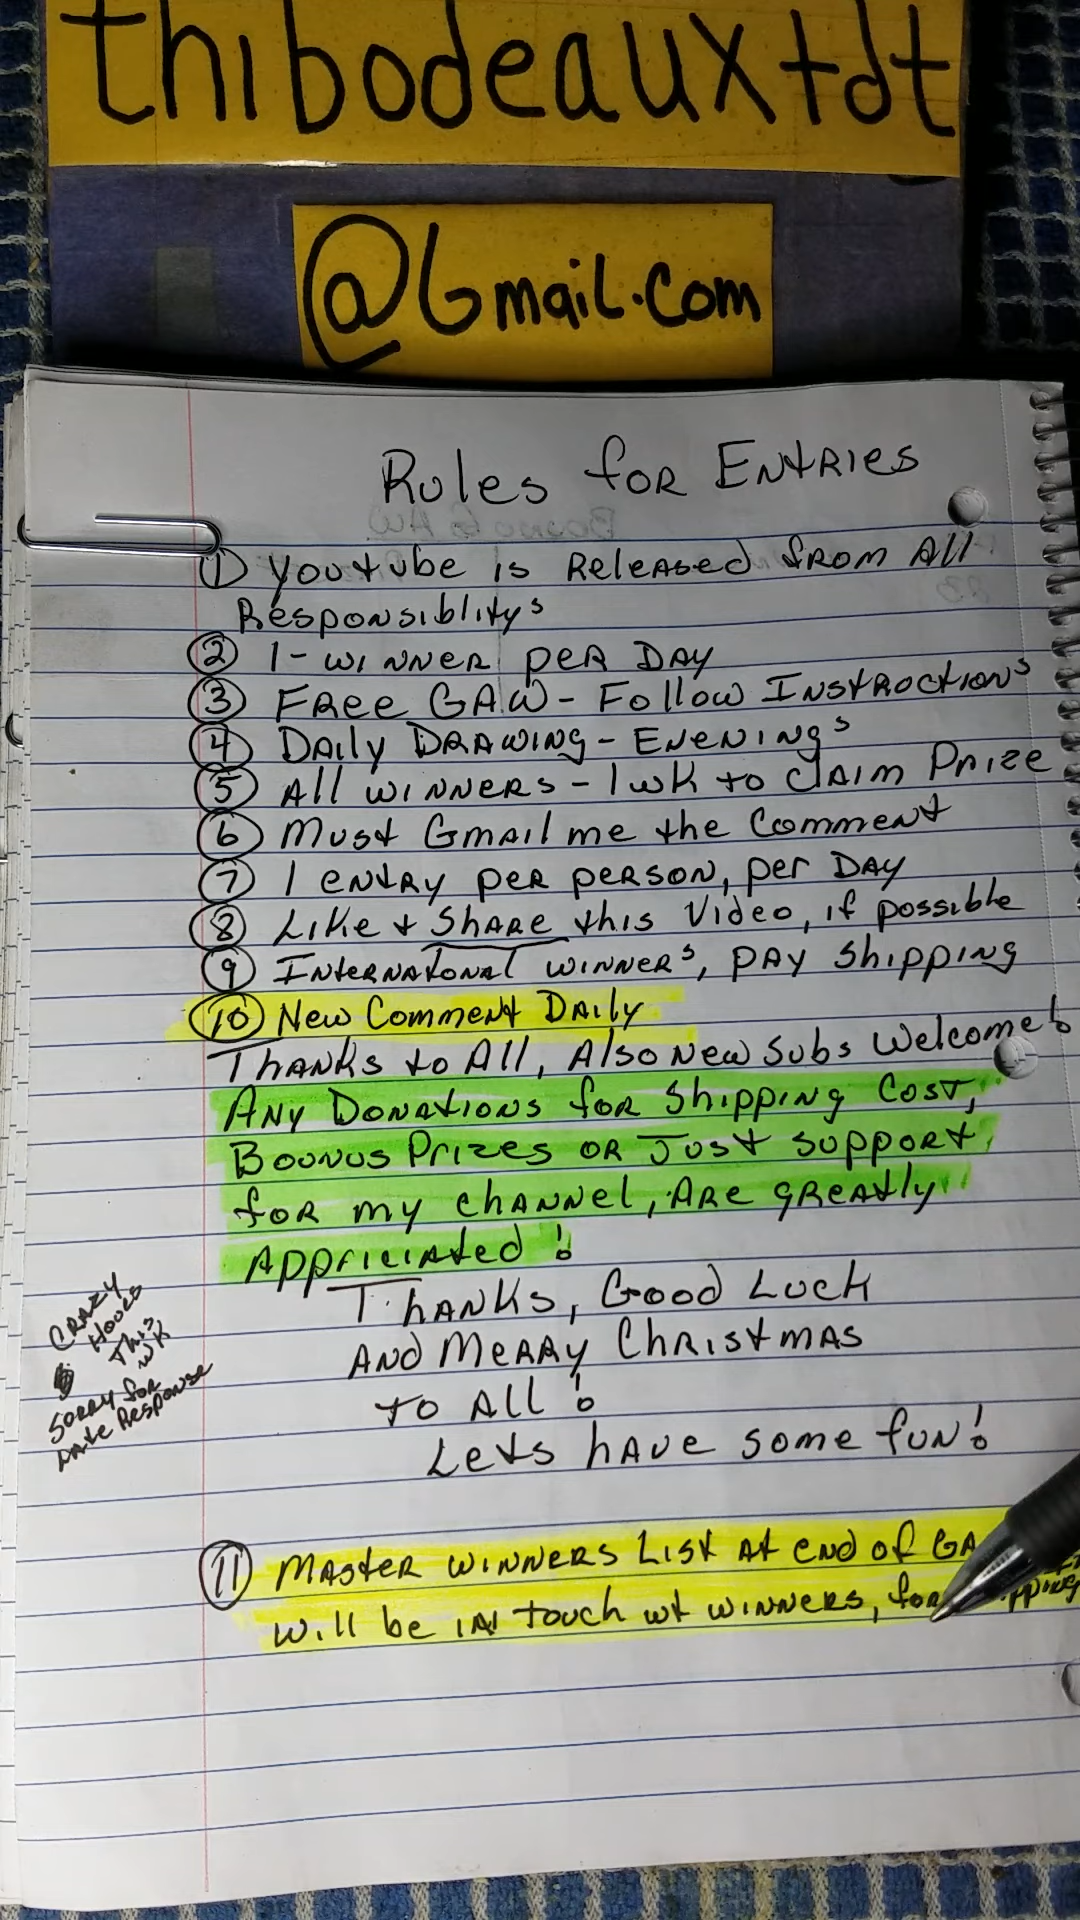 thibodeauxtdt
@Gmail.com
Rules for Entries
① Youtube is Released from All
Responsiblitys
② 1-Winner per Day
③ Free GAW - Follow Instructions
④ Daily Drawing - Evenings
⑤ All Winners - 1 wk to Claim Prize
⑥ Must Gmail me the Comment
⑦ 1 entry per person, per Day
⑧ Like + Share this Video, if possible
⑨ International Winners, pay shipping
⑩ New Comment Daily
Thanks to All, Also New Subs Welcome!
Any Donations for Shipping Cost,
Boonus Prizes or Just support
for my channel, Are greatly
Appriciated!
Thanks, Good Luck
And Merry Christmas
to All!
Lets have some fun!
Crazy
Hours
This
wk
Sorry for
Late Response
⑪ Master Winners List at end of GA
Will be in touch wt winners, for